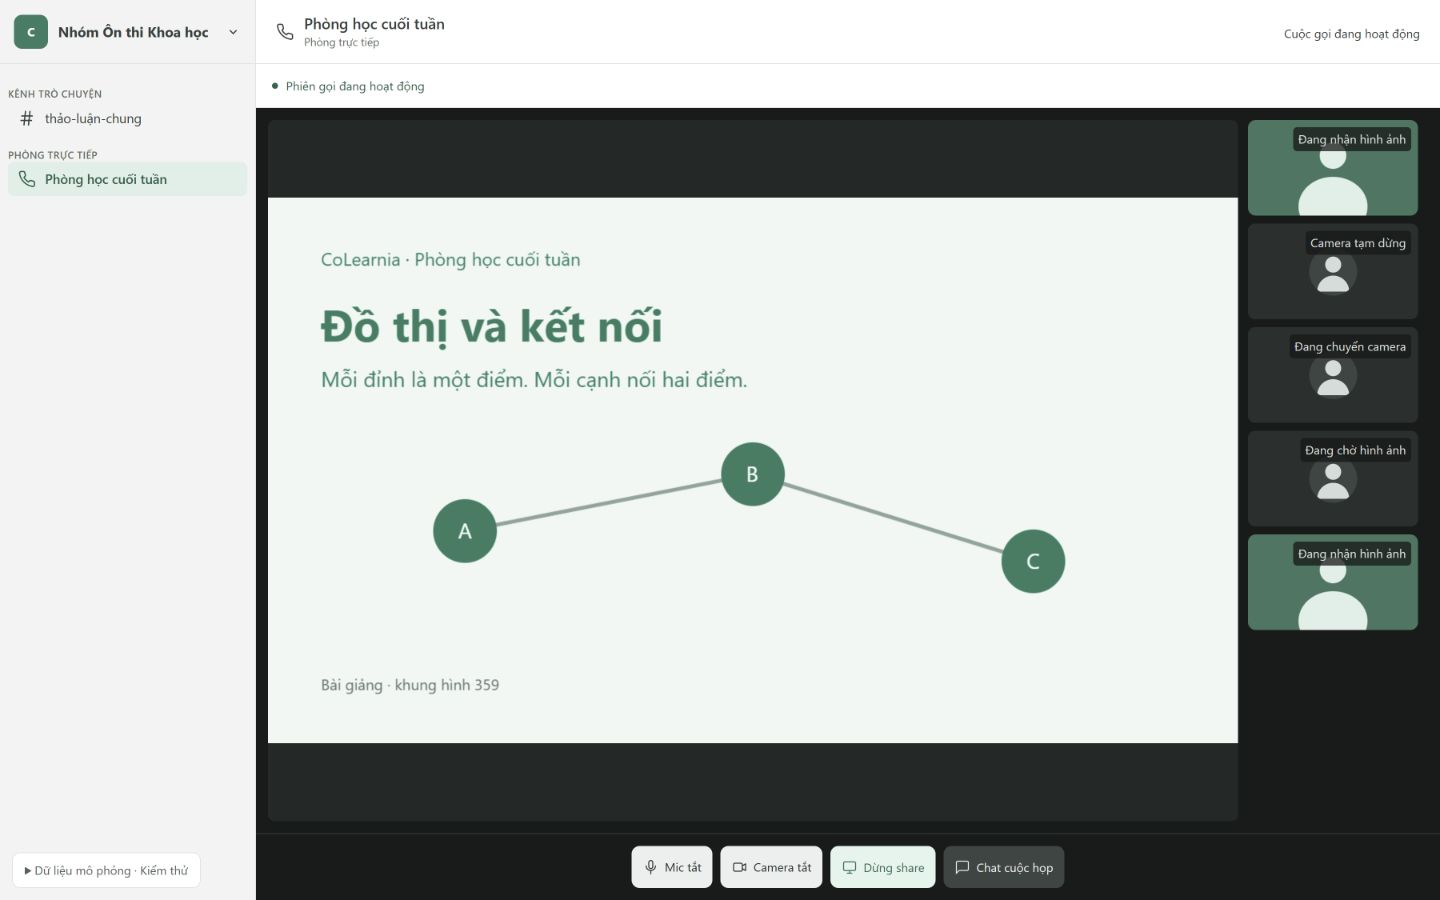 C
Nhóm Ôn thi Khoa học
KÊNH TRÒ CHUYỆN
# thảo-luận-chung
PHÒNG TRỰC TIẾP
Phòng học cuối tuần
Dữ liệu mô phỏng · Kiểm thử
Phòng học cuối tuần
Phòng trực tiếp
Cuộc gọi đang hoạt động
Phiên gọi đang hoạt động
CoLearnia · Phòng học cuối tuần
Đồ thị và kết nối
Mỗi đỉnh là một điểm. Mỗi cạnh nối hai điểm.
A
B
C
Bài giảng · khung hình 359
Đang nhận hình ảnh
Camera tạm dừng
Đang chuyển camera
Đang chờ hình ảnh
Đang nhận hình ảnh
Mic tắt
Camera tắt
Dừng share
Chat cuộc họp